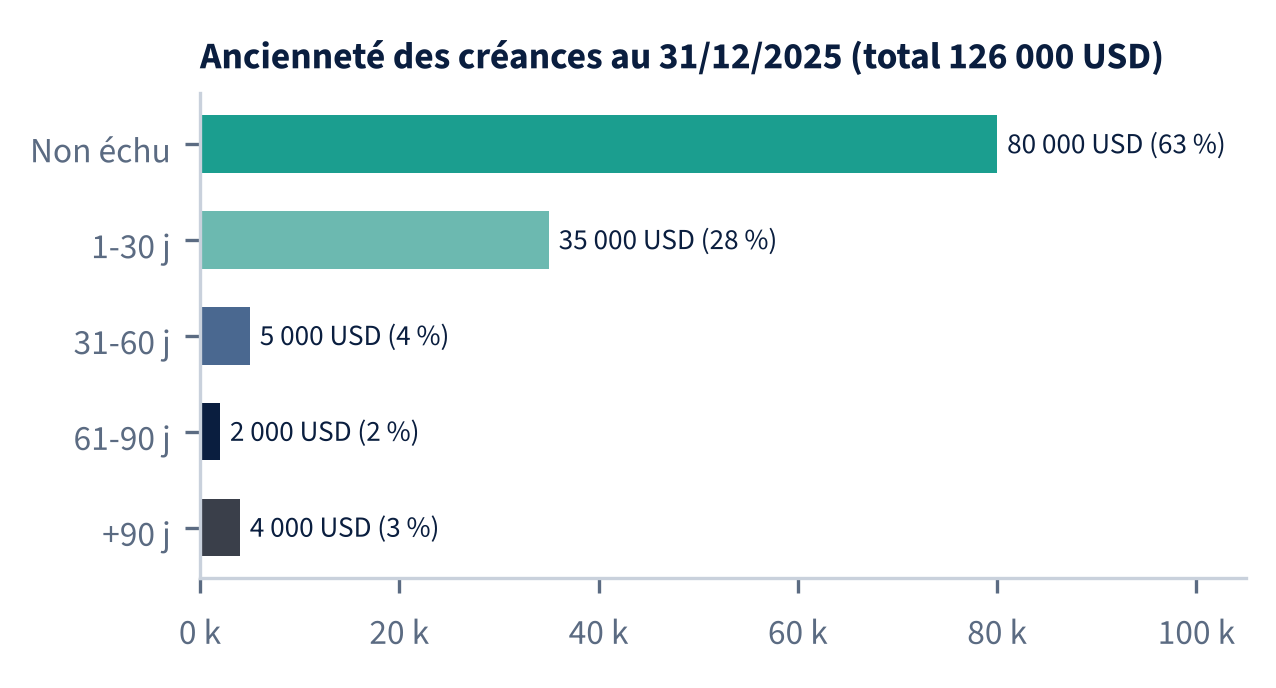 Ancienneté des créances au 31/12/2025 (total 126 000 USD)
Non échu
80 000 USD (63 %)
1-30 j
35 000 USD (28 %)
31-60 j
5 000 USD (4 %)
61-90 j
2 000 USD (2 %)
+90 j
4 000 USD (3 %)
0 k 20 k 40 k 60 k 80 k 100 k